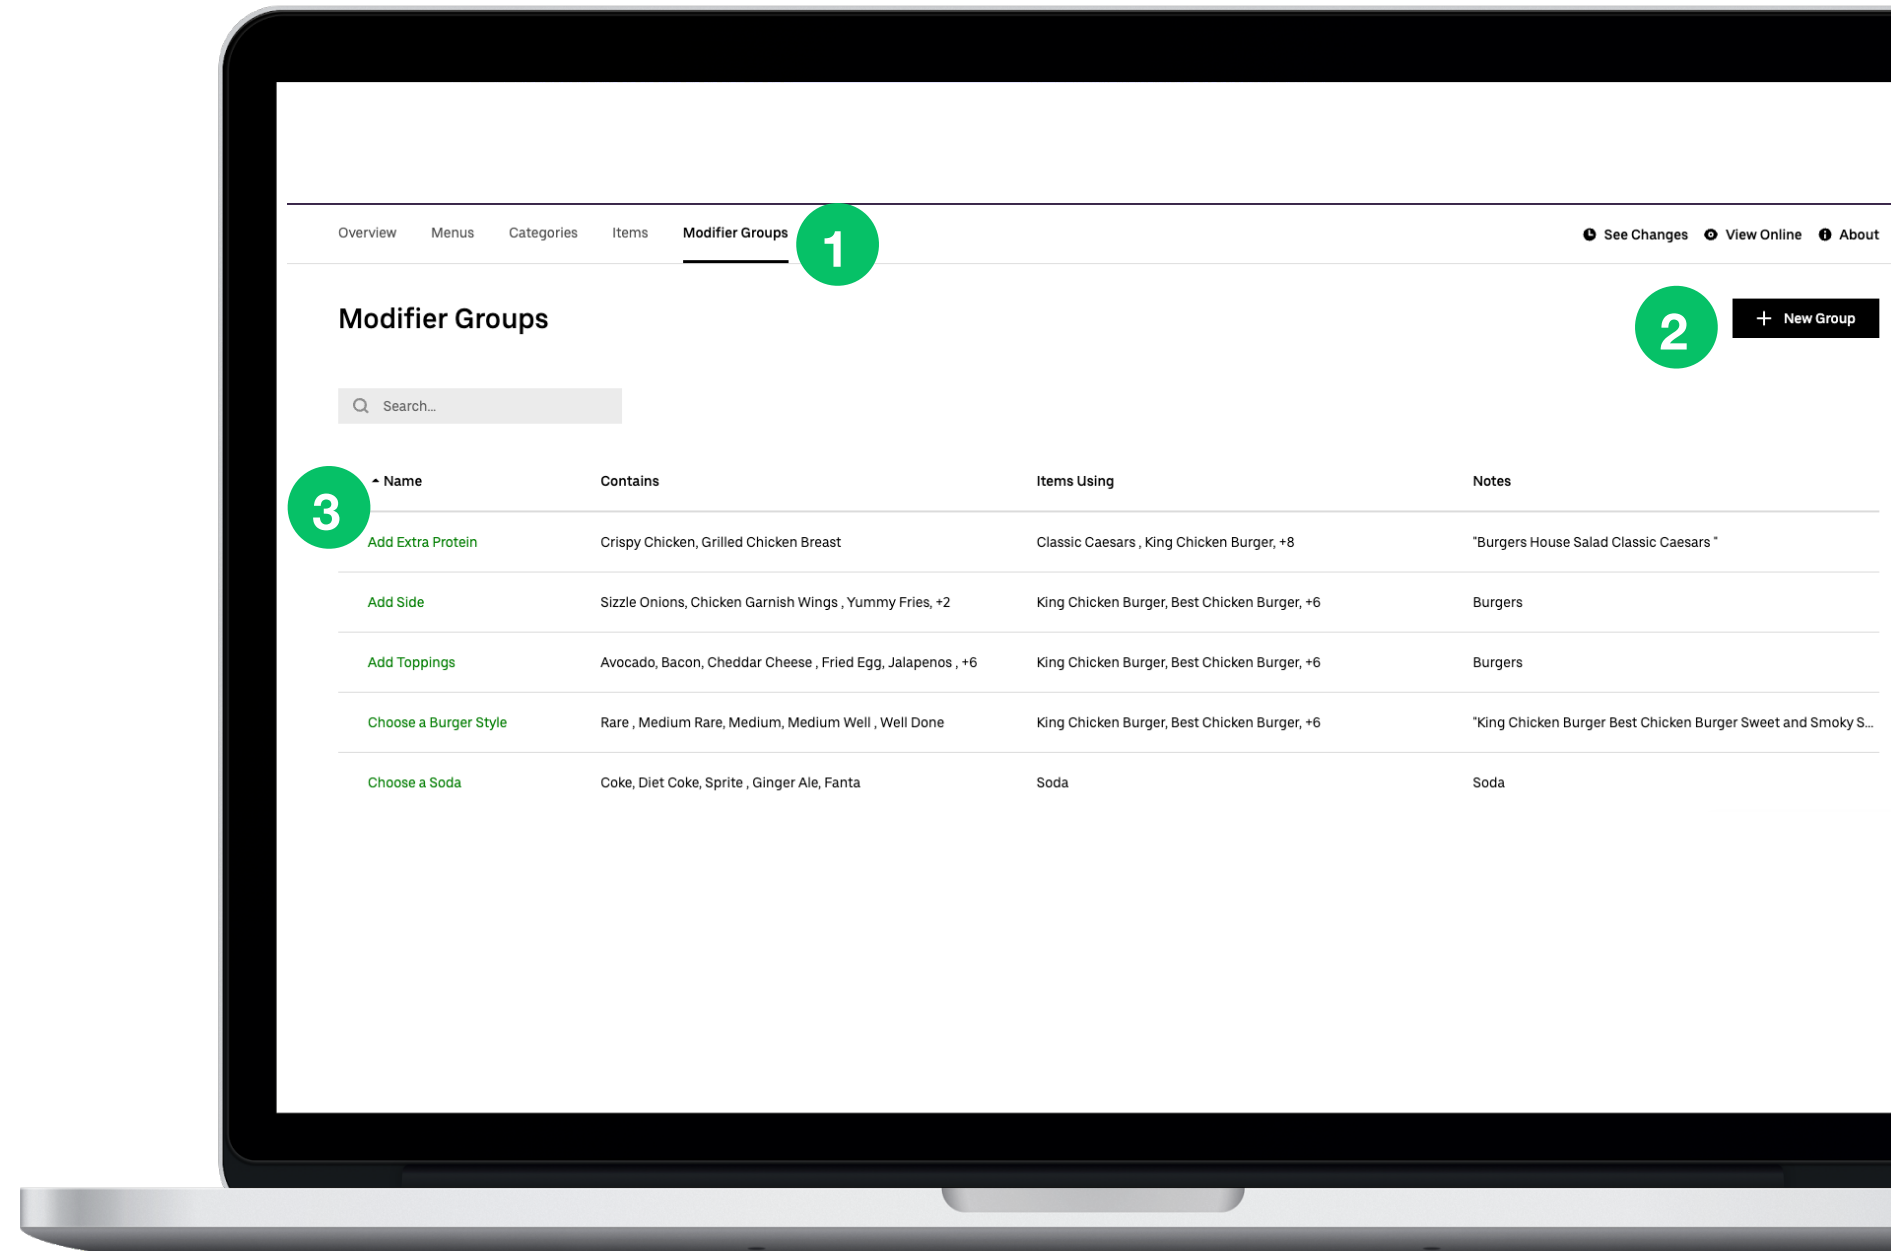 Overview Menus Categories Items Modifier Groups 1 See Changes View Online About
Modifier Groups 2 New Group
Search...
3 Name Contains Items Using Notes
Add Extra Protein Crispy Chicken, Grilled Chicken Breast Classic Caesars , King Chicken Burger, +8 "Burgers House Salad Classic Caesars "
Add Side Sizzle Onions, Chicken Garnish Wings , Yummy Fries, +2 King Chicken Burger, Best Chicken Burger, +6 Burgers
Add Toppings Avocado, Bacon, Cheddar Cheese , Fried Egg, Jalapenos , +6 King Chicken Burger, Best Chicken Burger, +6 Burgers
Choose a Burger Style Rare , Medium Rare, Medium, Medium Well , Well Done King Chicken Burger, Best Chicken Burger, +6 "King Chicken Burger Best Chicken Burger Sweet and Smoky S...
Choose a Soda Coke, Diet Coke, Sprite , Ginger Ale, Fanta Soda Soda